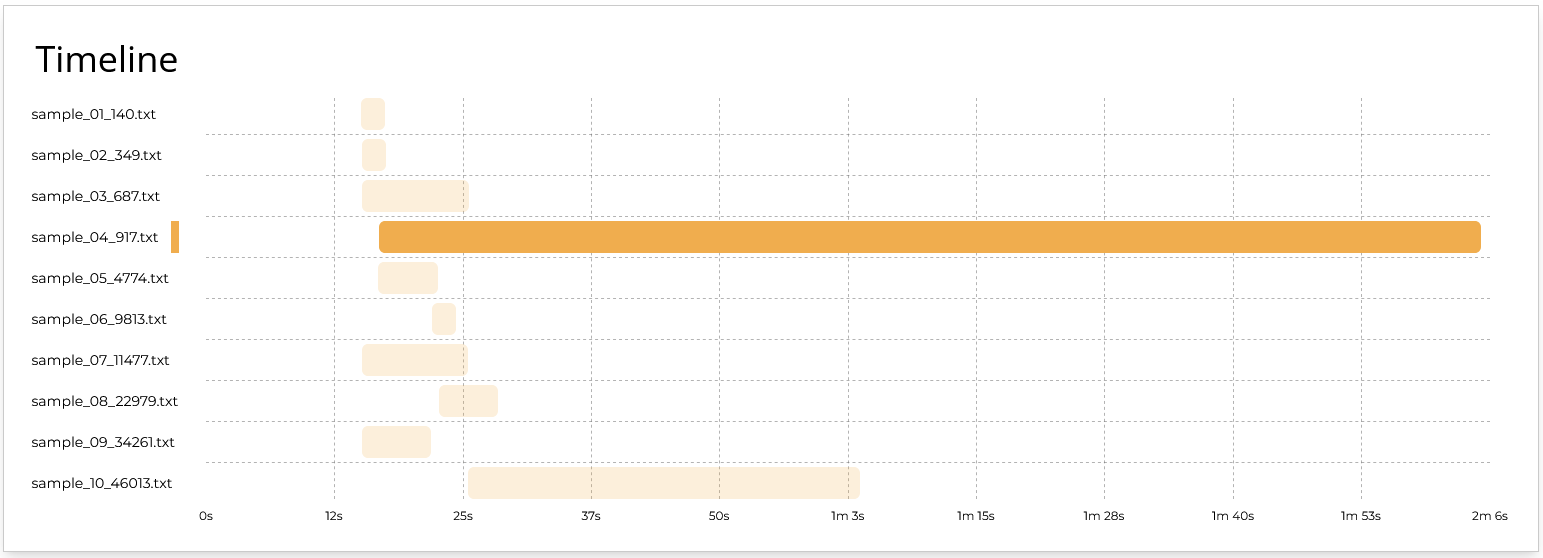 Timeline
sample_01_140.txt
sample_02_349.txt
sample_03_687.txt
sample_04_917.txt
sample_05_4774.txt
sample_06_9813.txt
sample_07_11477.txt
sample_08_22979.txt
sample_09_34261.txt
sample_10_46013.txt
0s 12s 25s 37s 50s 1m 3s 1m 15s 1m 28s 1m 40s 1m 53s 2m 6s